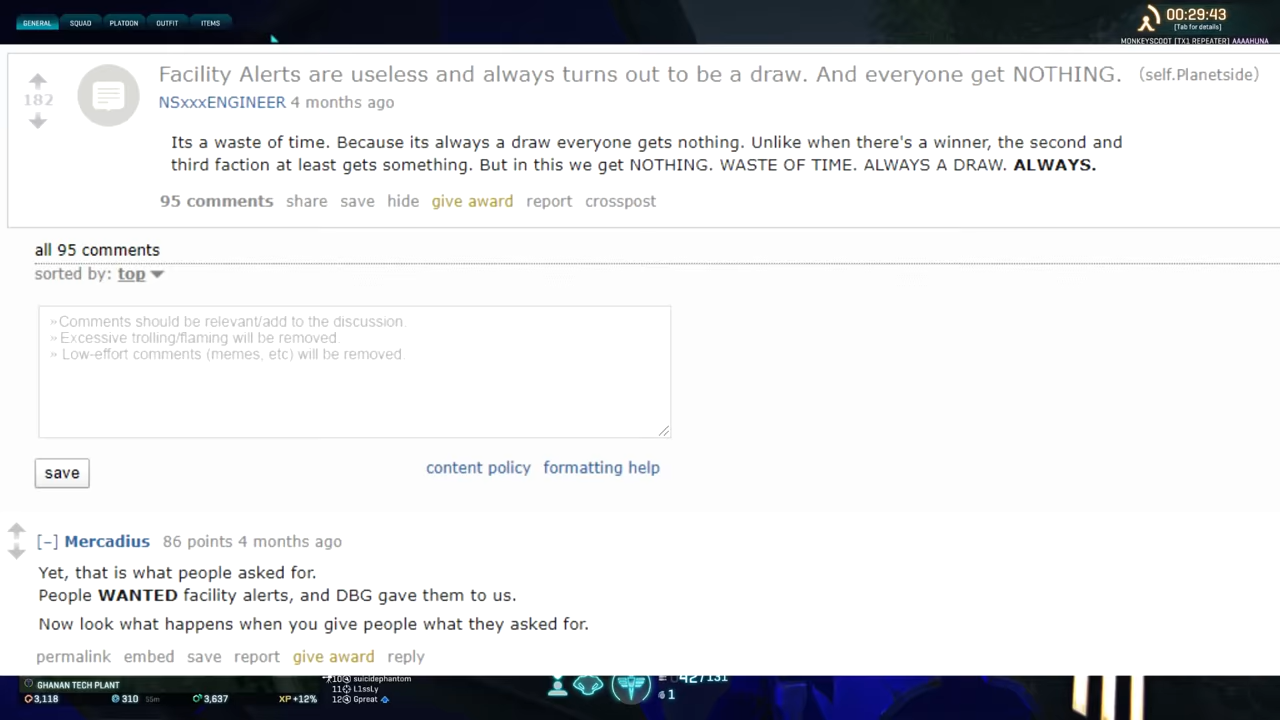 GENERAL SQUAD PLATOON OUTFIT ITEMS
00:29:43
[Tab for details]
MONKEYSCOOT [TX1 REPEATER] AAAAHUNA
Facility Alerts are useless and always turns out to be a draw. And everyone get NOTHING. (self.Planetside)
182
NSxxxENGINEER 4 months ago
Its a waste of time. Because its always a draw everyone gets nothing. Unlike when there's a winner, the second and
third faction at least gets something. But in this we get NOTHING. WASTE OF TIME. ALWAYS A DRAW. ALWAYS.
95 comments share save hide give award report crosspost
all 95 comments
sorted by: top
» Comments should be relevant/add to the discussion.
» Excessive trolling/flaming will be removed.
» Low-effort comments (memes, etc) will be removed.
save
content policy formatting help
[–] Mercadius 86 points 4 months ago
Yet, that is what people asked for.
People WANTED facility alerts, and DBG gave them to us.
Now look what happens when you give people what they asked for.
permalink embed save report give award reply
GHANAN TECH PLANT
3,118 310 55m 3,637 XP +12%
10 suicidephantom
11 L1ssLy
12 Gpreat
427/131
1